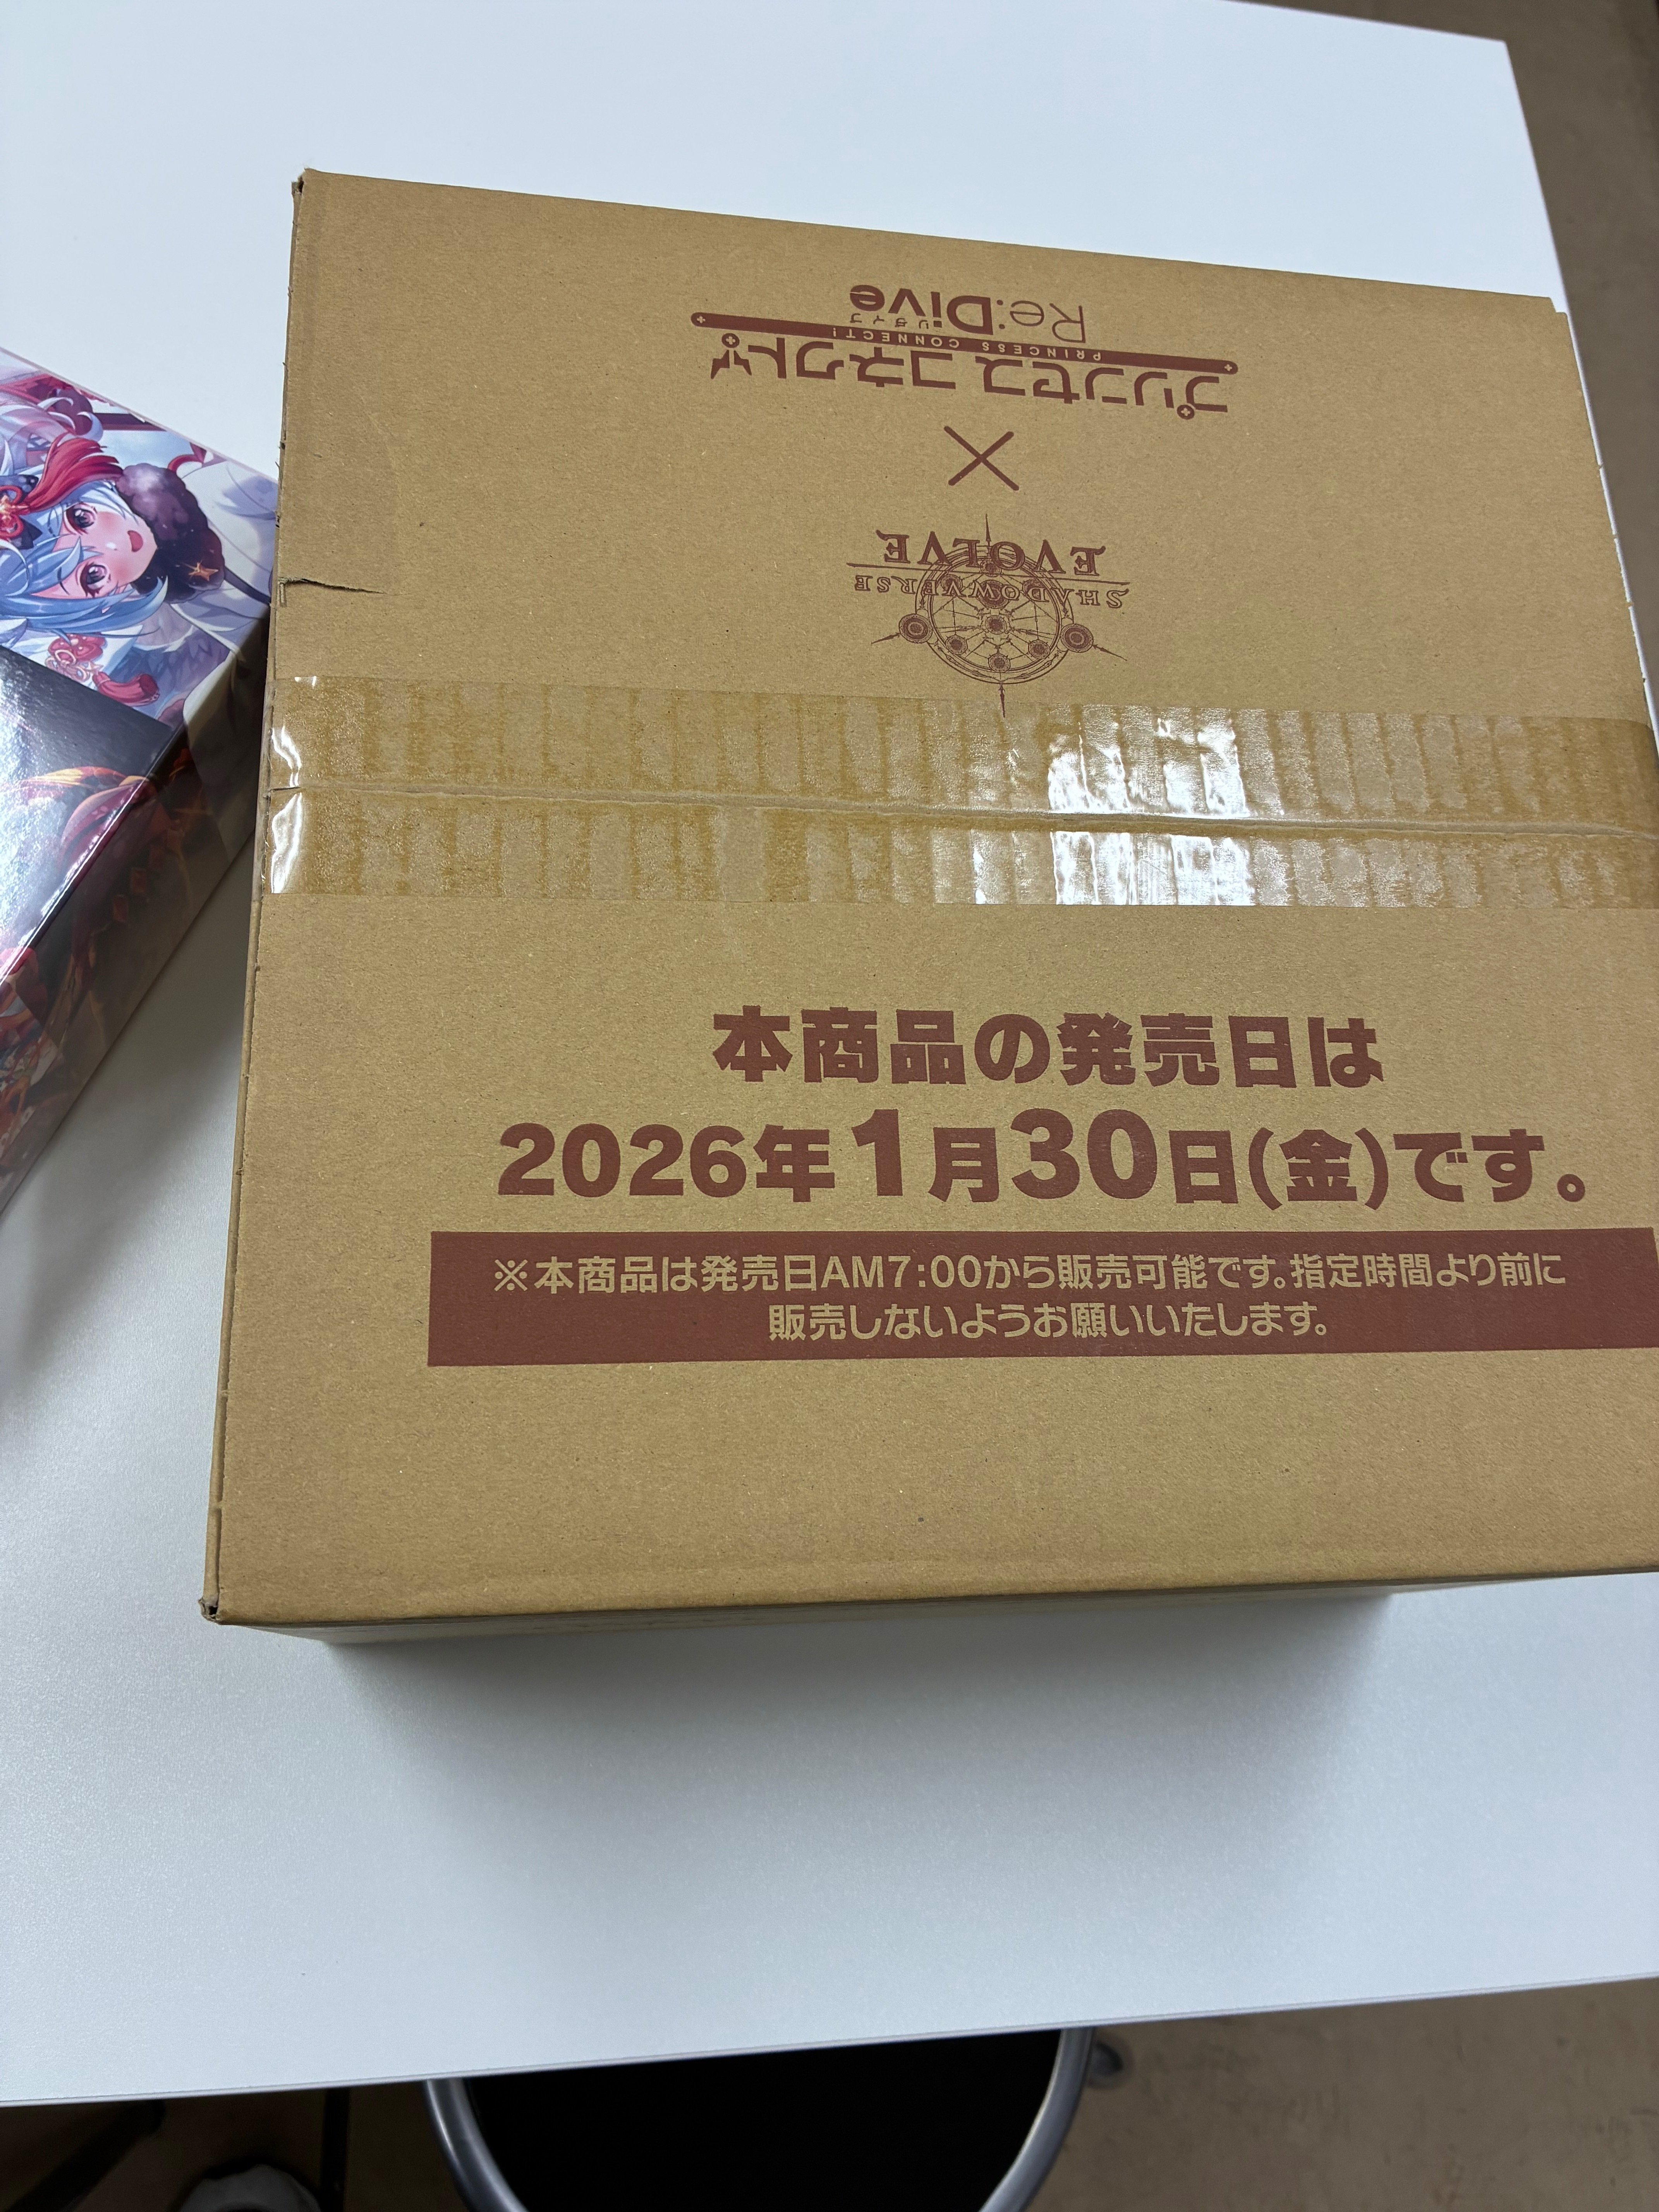 プリンセスコネクト!
PRINCESS CONNECT!
Re:Dive
リダイブ
×
SHADOWVERSE
EVOLVE
本商品の発売日は
2026年1月30日(金)です。
※本商品は発売日AM7:00から販売可能です。指定時間より前に
販売しないようお願いいたします。